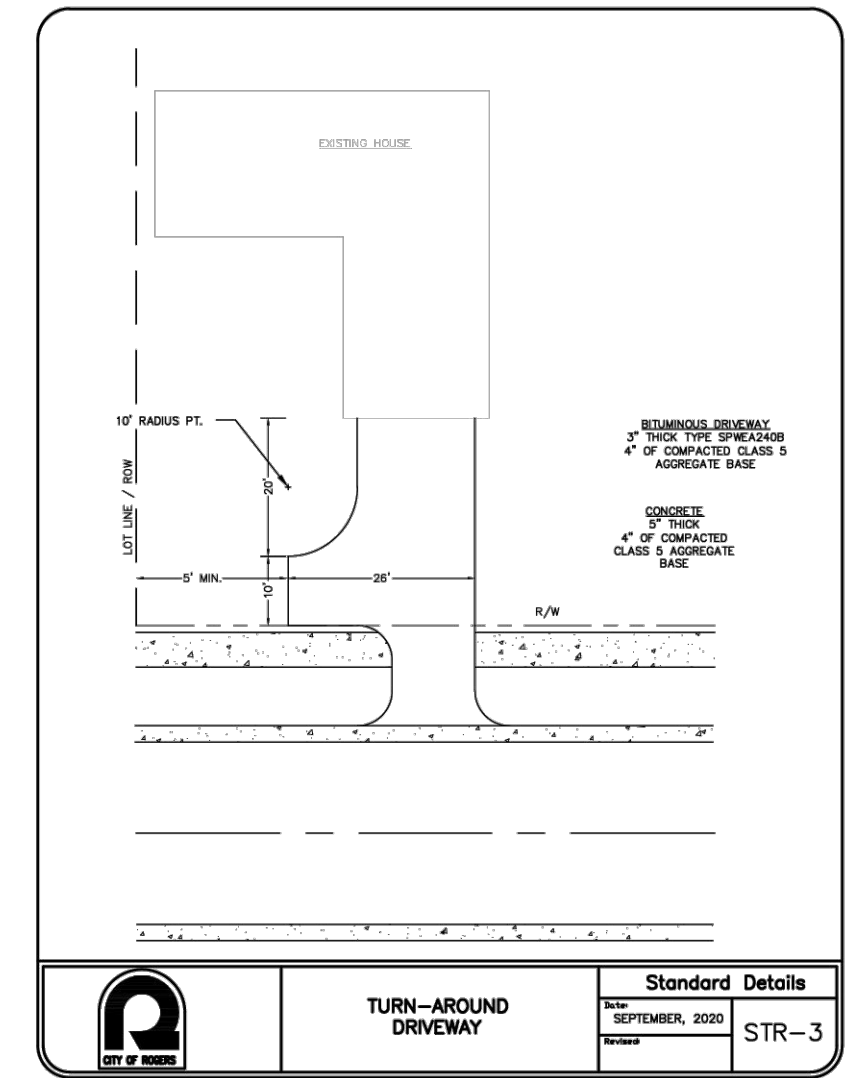 EXISTING HOUSE
10' RADIUS PT.
20'
LOT LINE / ROW
5' MIN.
10'
26'
R/W
BITUMINOUS DRIVEWAY
3" THICK TYPE SPWEA240B
4" OF COMPACTED CLASS 5
AGGREGATE BASE
CONCRETE
5" THICK
4" OF COMPACTED
CLASS 5 AGGREGATE
BASE
CITY OF ROGERS
TURN-AROUND
DRIVEWAY
Standard Details
Date:
SEPTEMBER, 2020
Revised:
STR-3